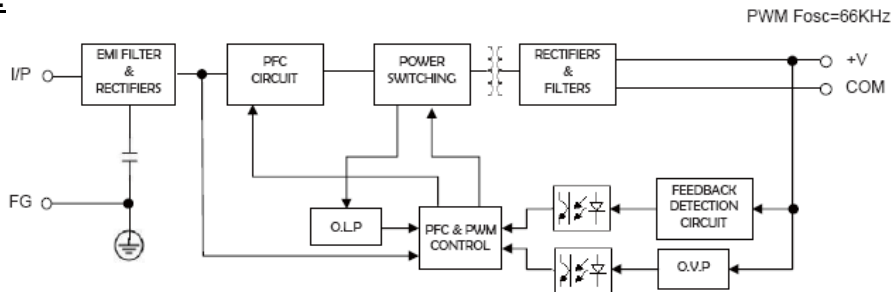 PWM Fosc=66KHz
I/P
EMI FILTER
&
RECTIFIERS
PFC
CIRCUIT
POWER
SWITCHING
RECTIFIERS
&
FILTERS
+V
COM
FG
O.L.P
PFC & PWM
CONTROL
FEEDBACK
DETECTION
CIRCUIT
O.V.P